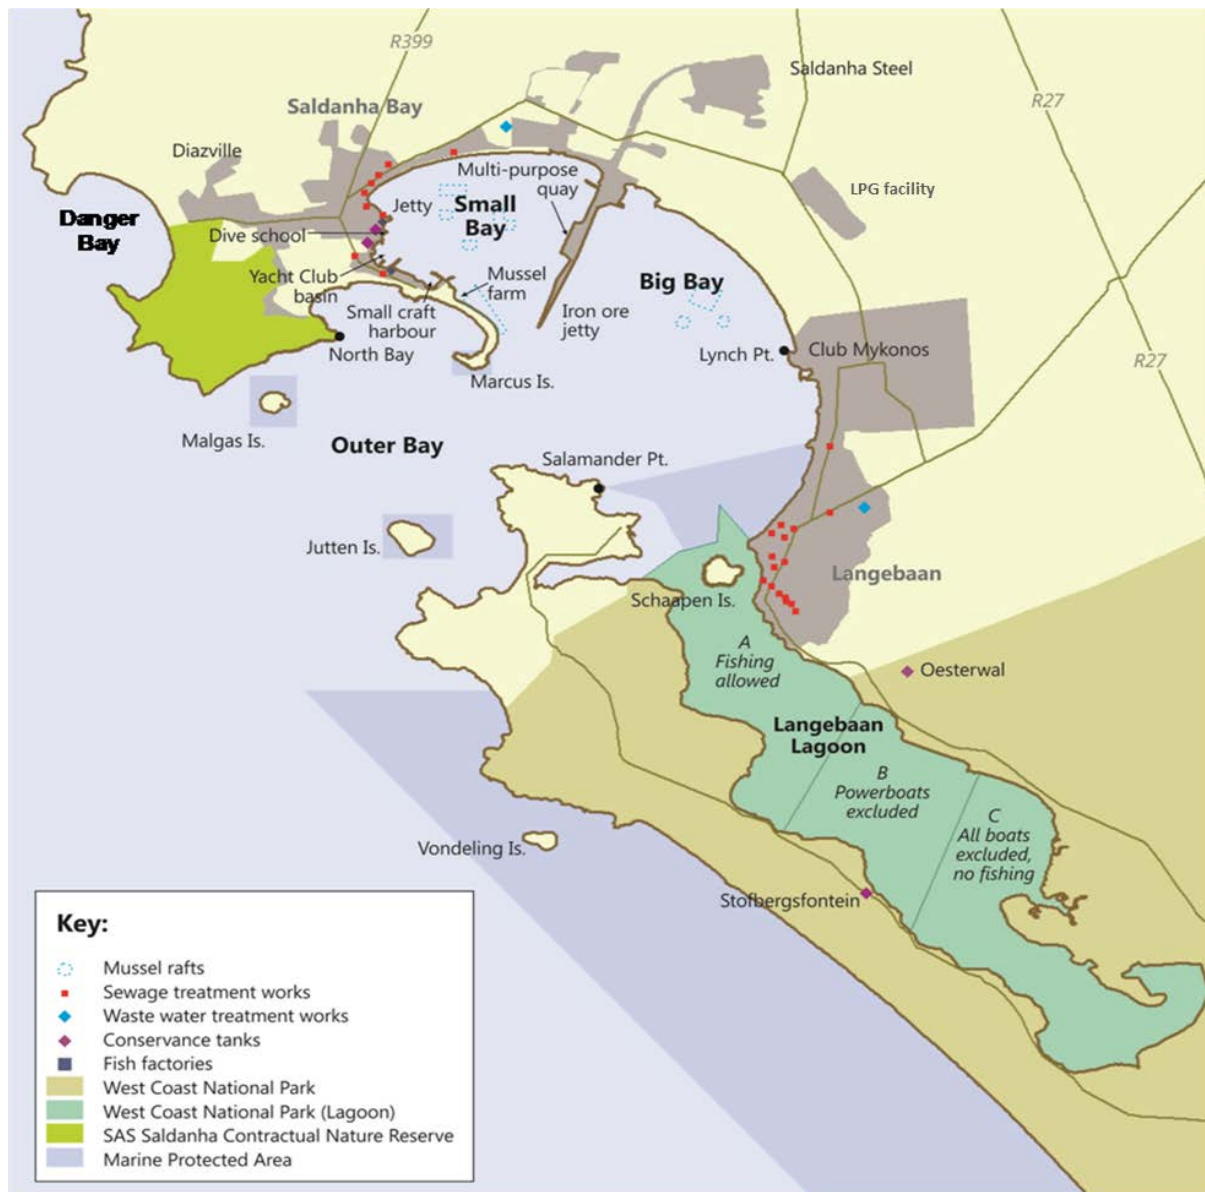 R399
Saldanha Steel
R27
Saldanha Bay
Diazville
Multi-purpose
quay
LPG facility
Jetty
Small
Bay
Danger
Bay
Dive school
Yacht Club
basin
Mussel
farm
Big Bay
Small craft
harbour
Iron ore
jetty
North Bay
Lynch Pt.
Club Mykonos
R27
Marcus Is.
Malgas Is.
Outer Bay
Salamander Pt.
Jutten Is.
Langebaan
Schaapen Is.
A
Fishing
allowed
Oesterwal
Langebaan
Lagoon
B
Powerboats
excluded
C
All boats
excluded,
no fishing
Vondeling Is.
Stofbergsfontein
Key:
Mussel rafts
Sewage treatment works
Waste water treatment works
Conservance tanks
Fish factories
West Coast National Park
West Coast National Park (Lagoon)
SAS Saldanha Contractual Nature Reserve
Marine Protected Area